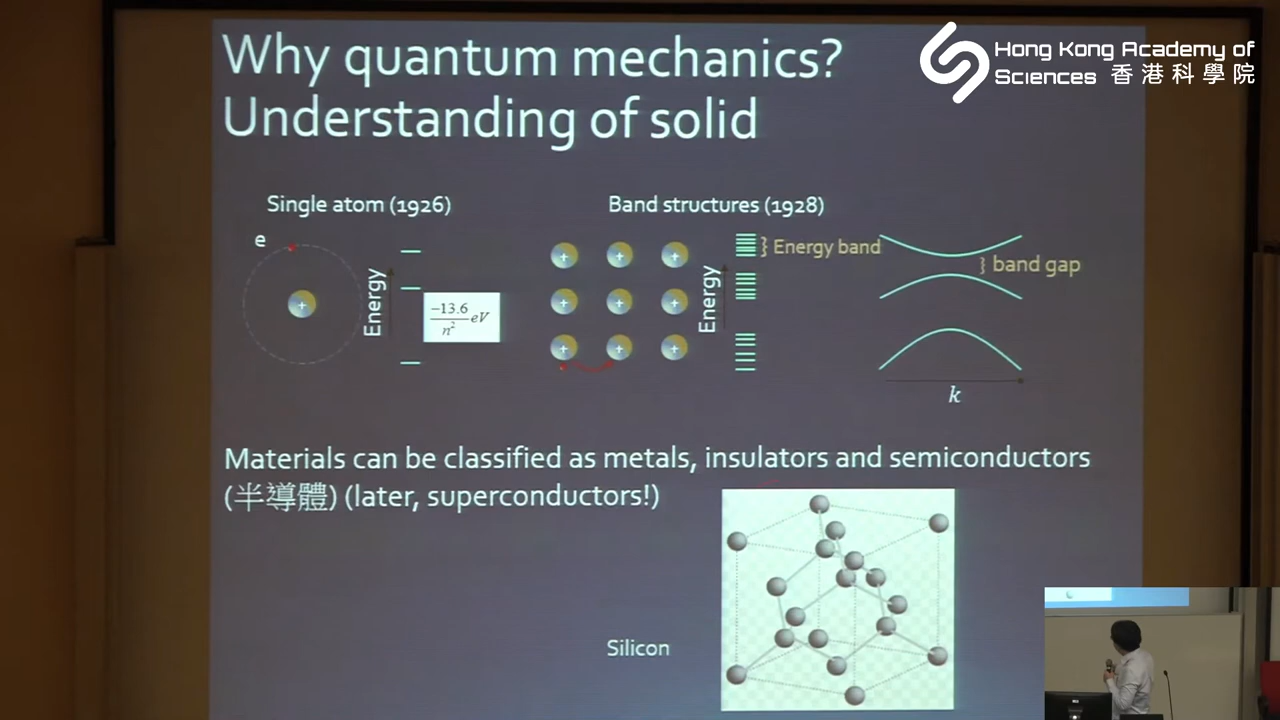 Why quantum mechanics?
Understanding of solid
Hong Kong Academy of
Sciences 香港科學院
Single atom (1926)
Band structures (1928)
e
+
Energy
−13.6
n²
eV
+ + +
+ + +
+ + +
Energy
} Energy band
} band gap
k
Materials can be classified as metals, insulators and semiconductors
(半導體) (later, superconductors!)
Silicon